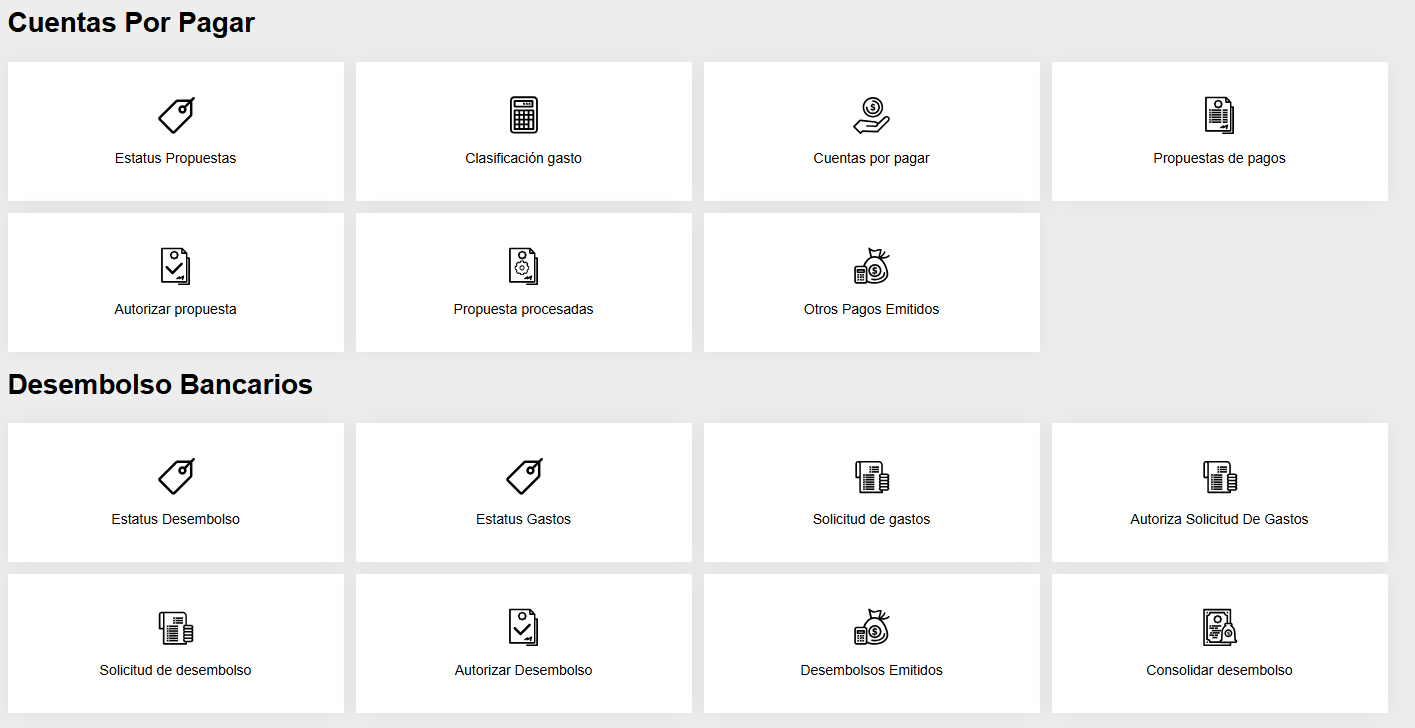 Cuentas Por Pagar
Estatus Propuestas
Clasificación gasto
Cuentas por pagar
Propuestas de pagos
Autorizar propuesta
Propuesta procesadas
Otros Pagos Emitidos
Desembolso Bancarios
Estatus Desembolso
Estatus Gastos
Solicitud de gastos
Autoriza Solicitud De Gastos
Solicitud de desembolso
Autorizar Desembolso
Desembolsos Emitidos
Consolidar desembolso